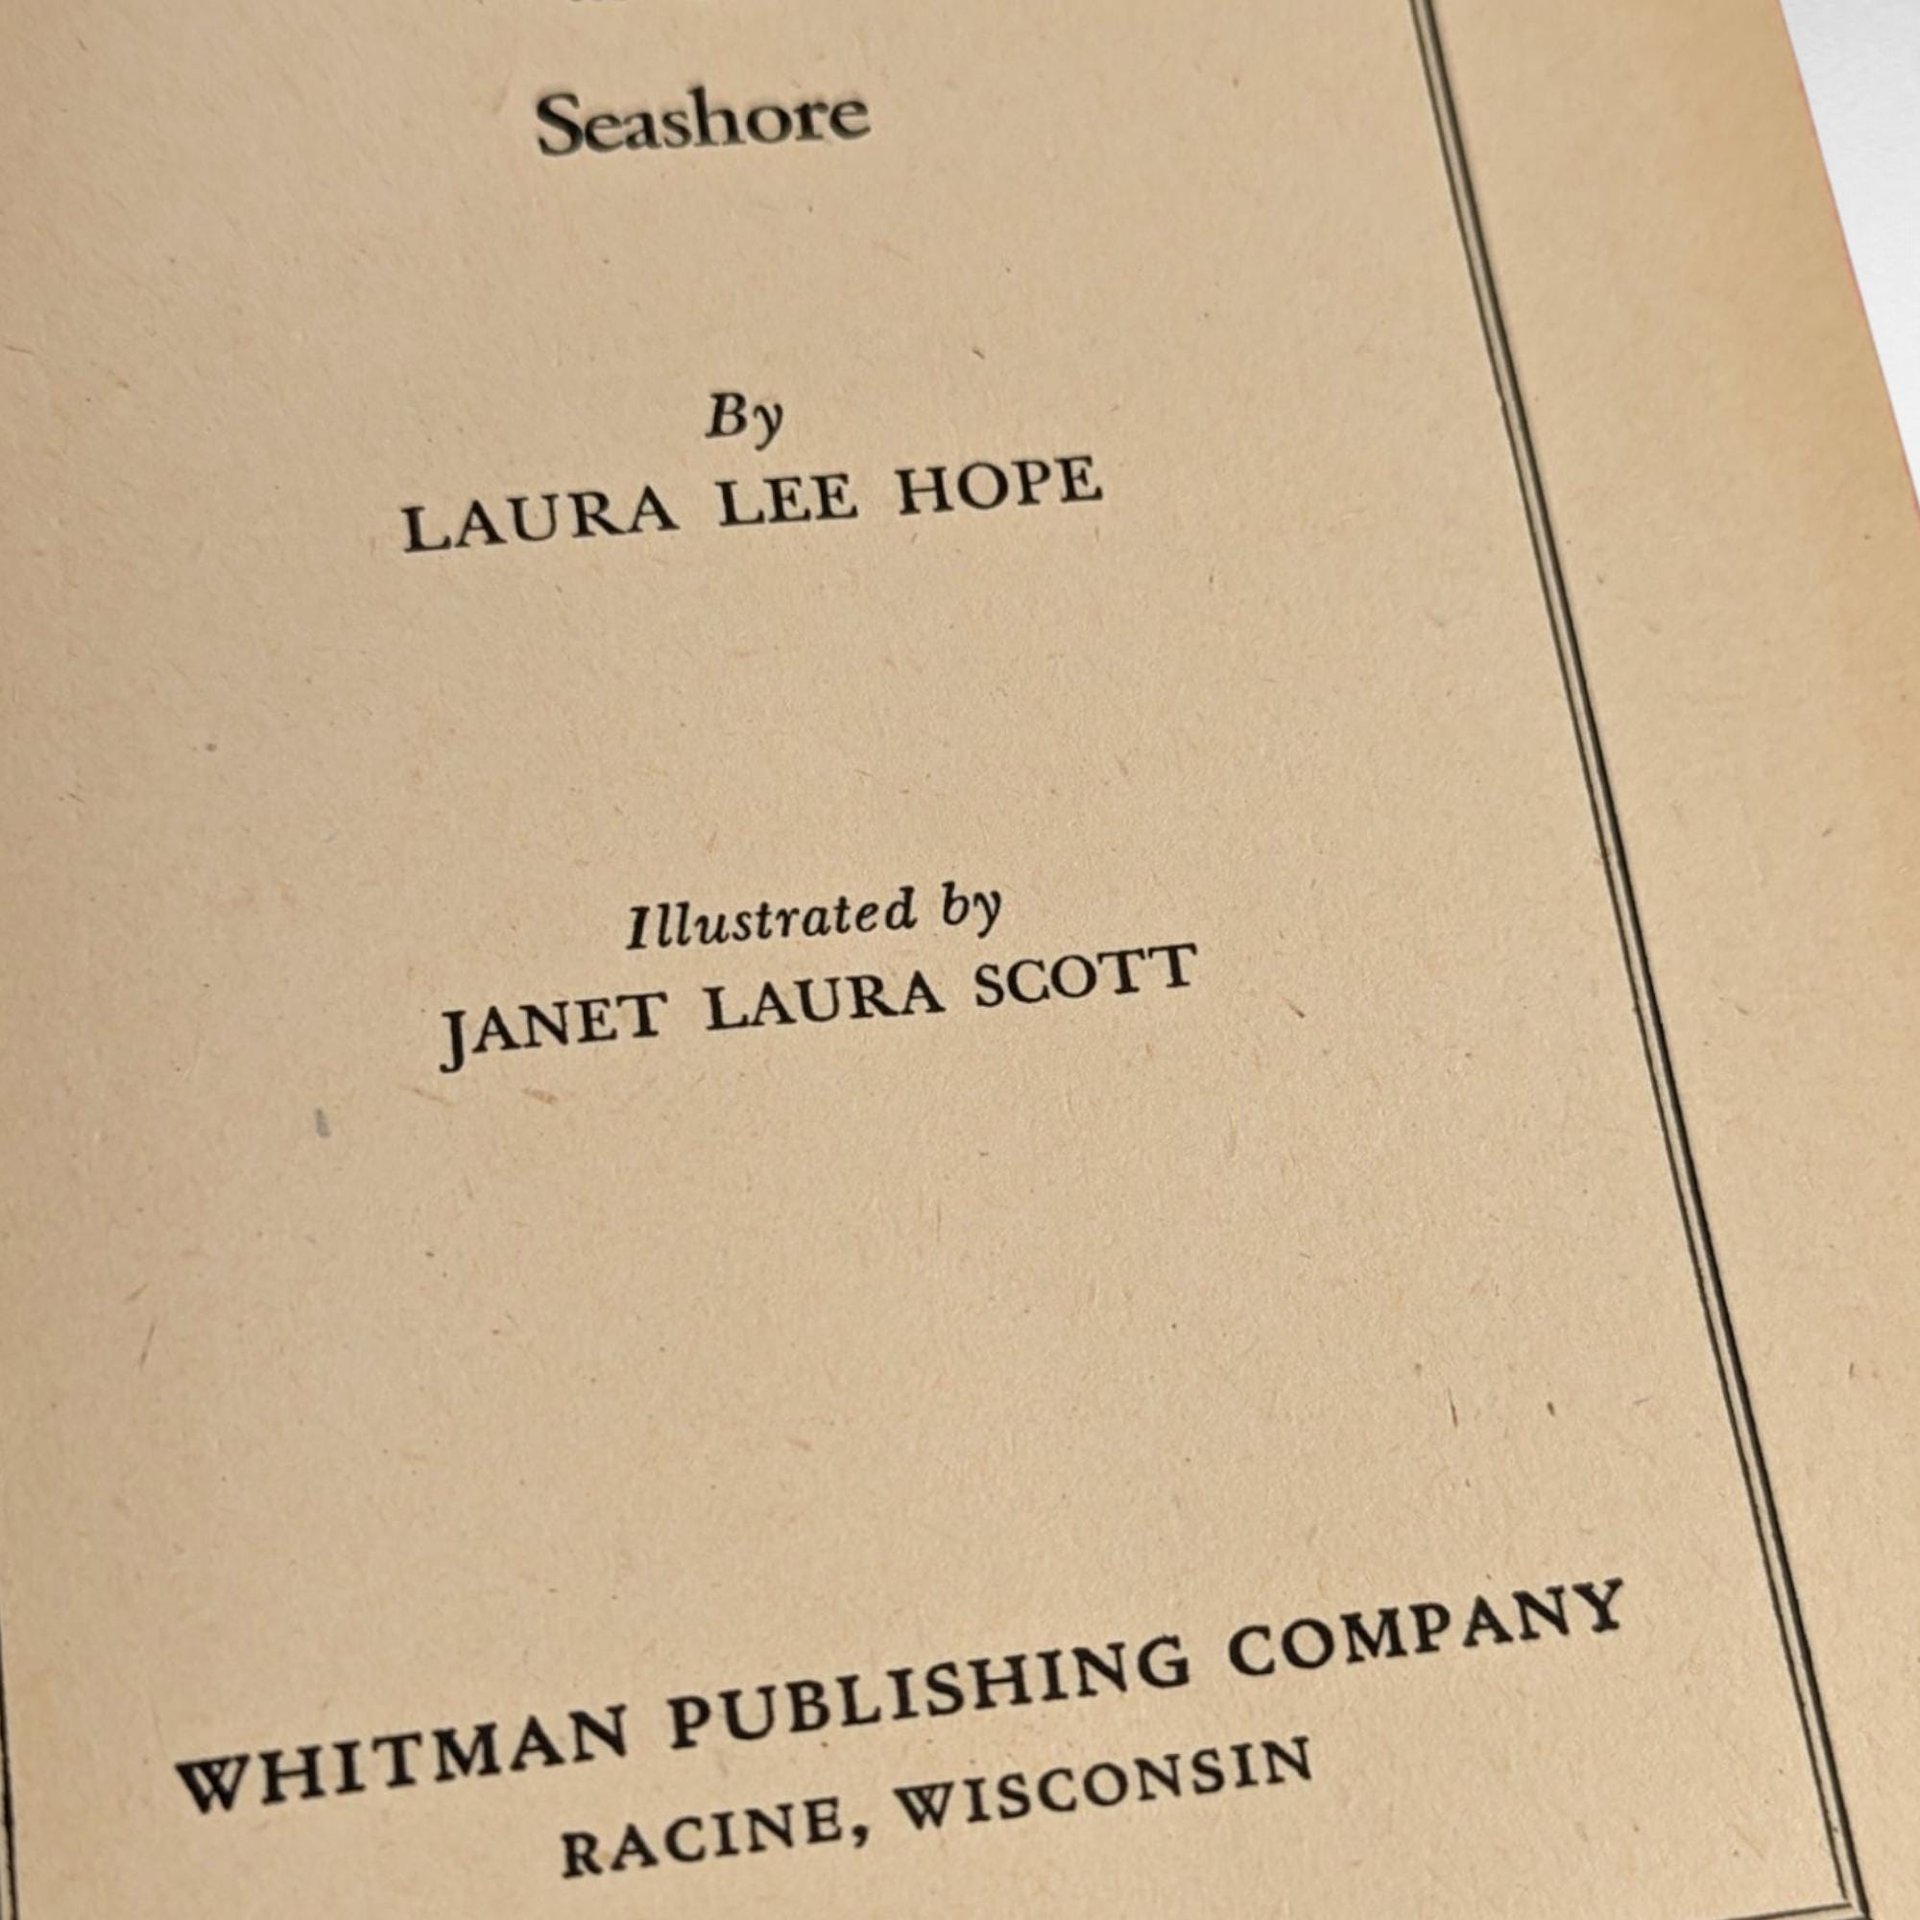 Seashore
By
LAURA LEE HOPE
Illustrated by
JANET LAURA SCOTT
WHITMAN PUBLISHING COMPANY
RACINE, WISCONSIN